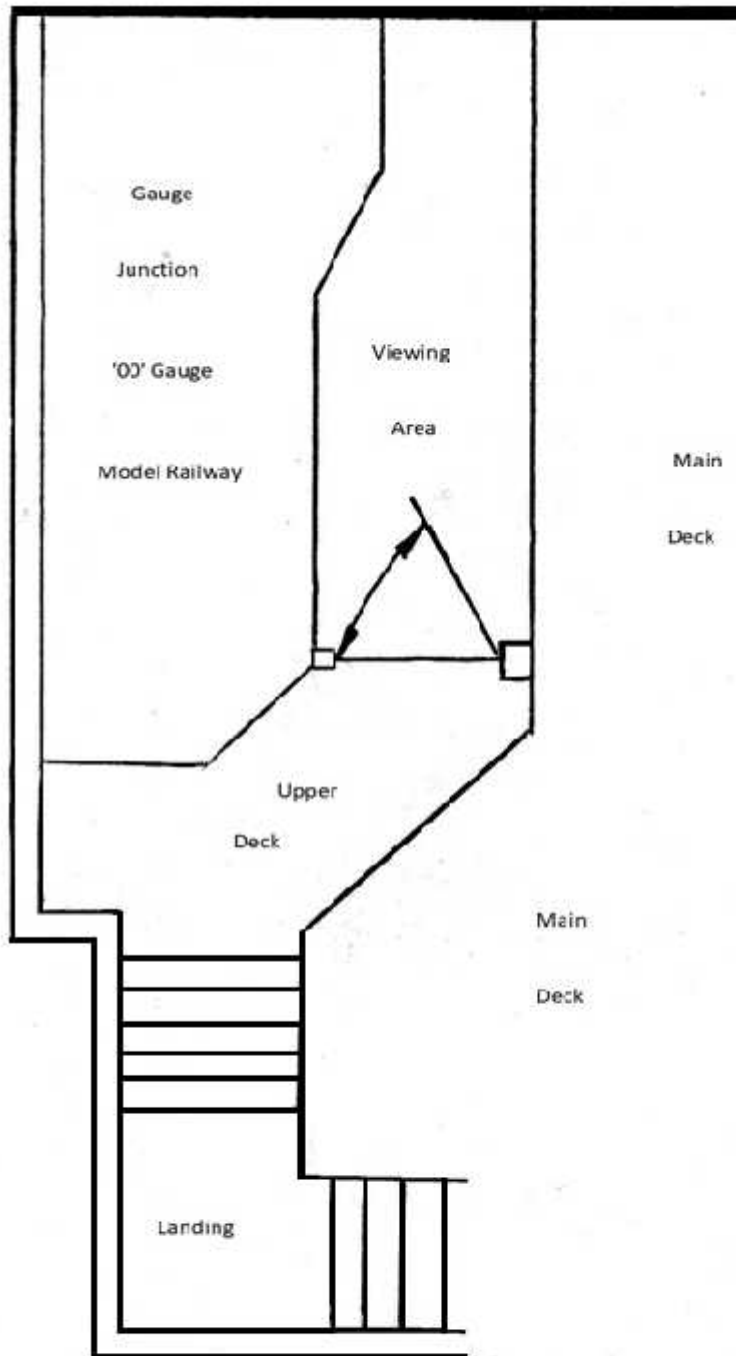 Gauge
Junction
'00' Gauge
Model Railway
Viewing
Area
Main
Deck
Upper
Deck
Main
Deck
Landing